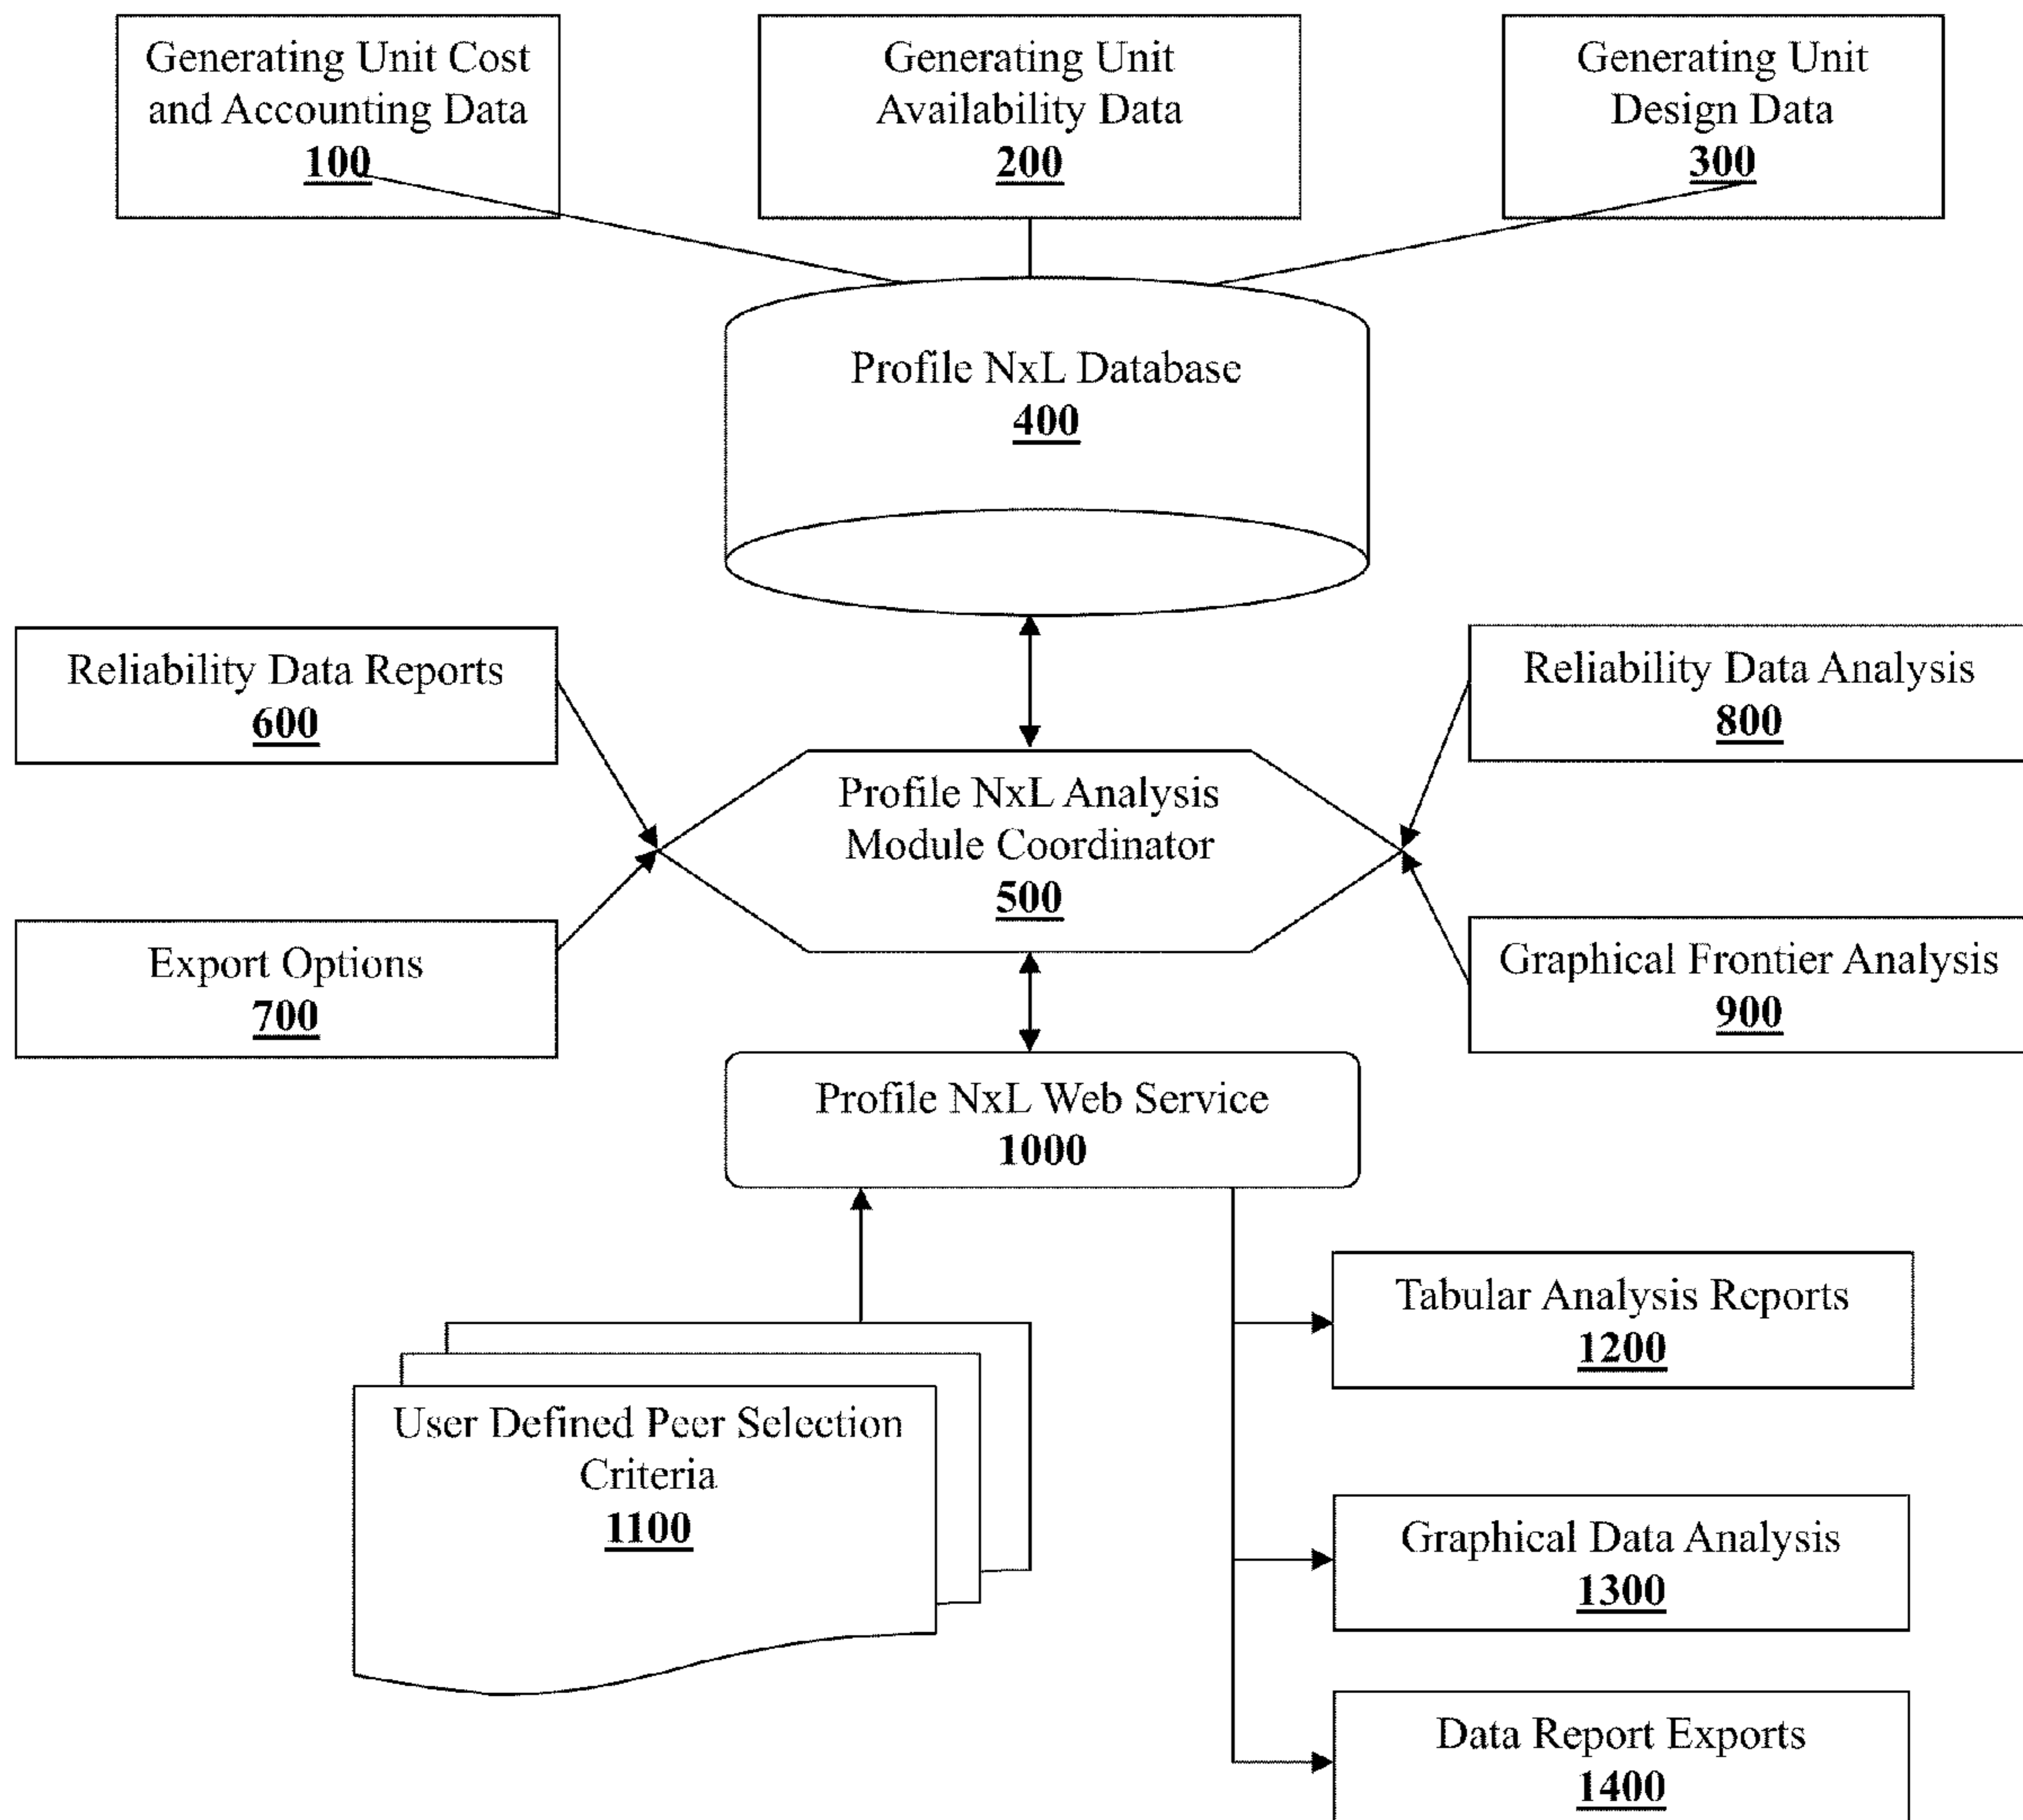 Generating Unit Cost
and Accounting Data
100
Generating Unit
Availability Data
200
Generating Unit
Design Data
300
Profile NxL Database
400
Reliability Data Reports
600
Reliability Data Analysis
800
Profile NxL Analysis
Module Coordinator
500
Export Options
700
Graphical Frontier Analysis
900
Profile NxL Web Service
1000
Tabular Analysis Reports
1200
User Defined Peer Selection
Criteria
1100
Graphical Data Analysis
1300
Data Report Exports
1400